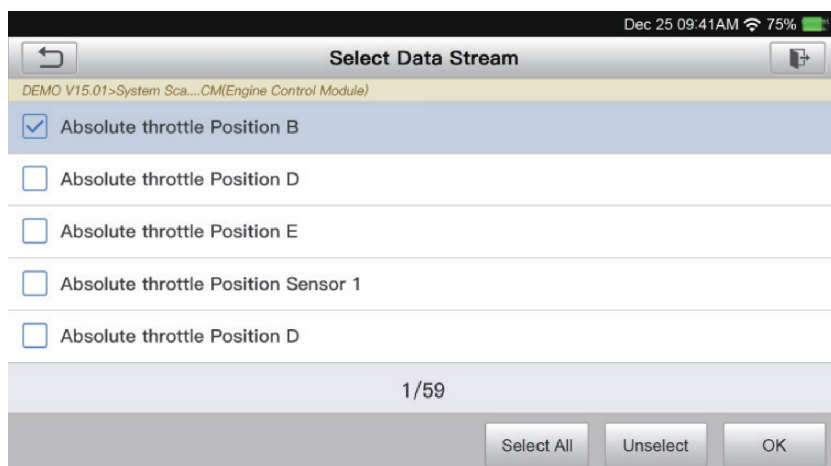 Dec 25 09:41AM 75%
Select Data Stream
DEMO V15.01>System Sca....CM(Engine Control Module)
Absolute throttle Position B
Absolute throttle Position D
Absolute throttle Position E
Absolute throttle Position Sensor 1
Absolute throttle Position D
1/59
Select All Unselect OK